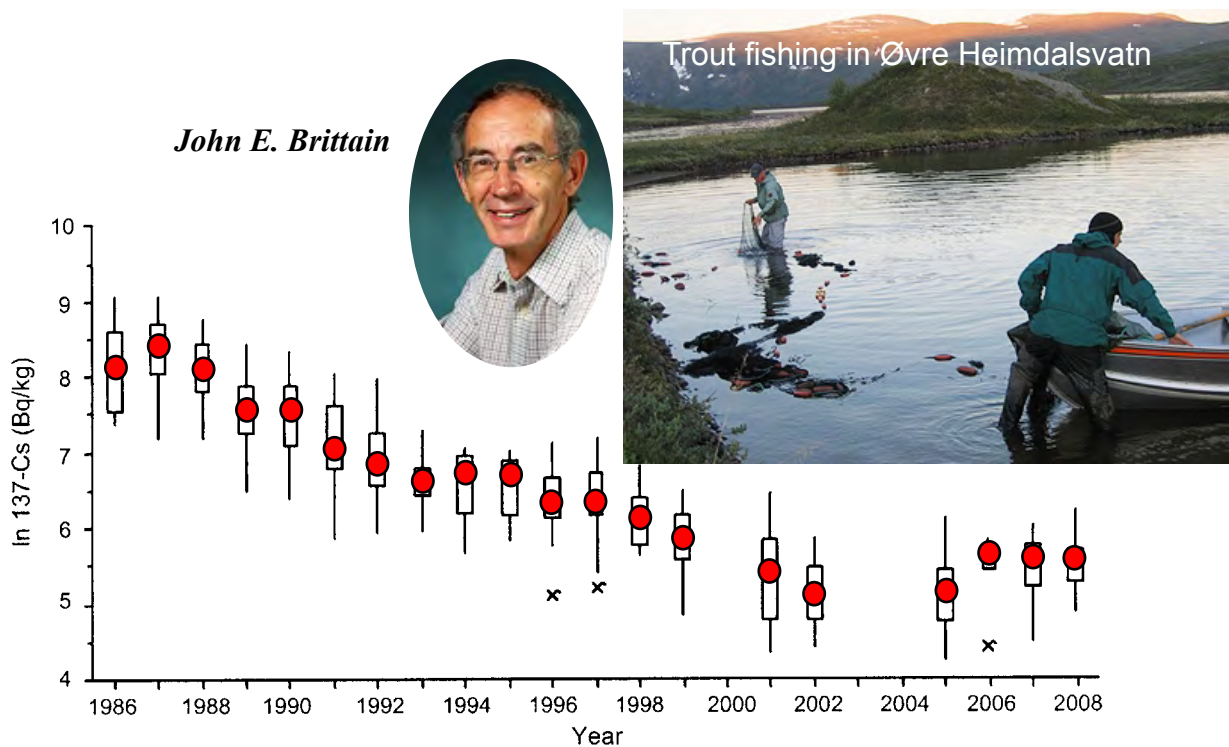 Trout fishing in Øvre Heimdalsvatn
John E. Brittain
10
9
8
7
6
5
4
ln 137-Cs (Bq/kg)
1986 1988 1990 1992 1994 1996 1998 2000 2002 2004 2006 2008
Year